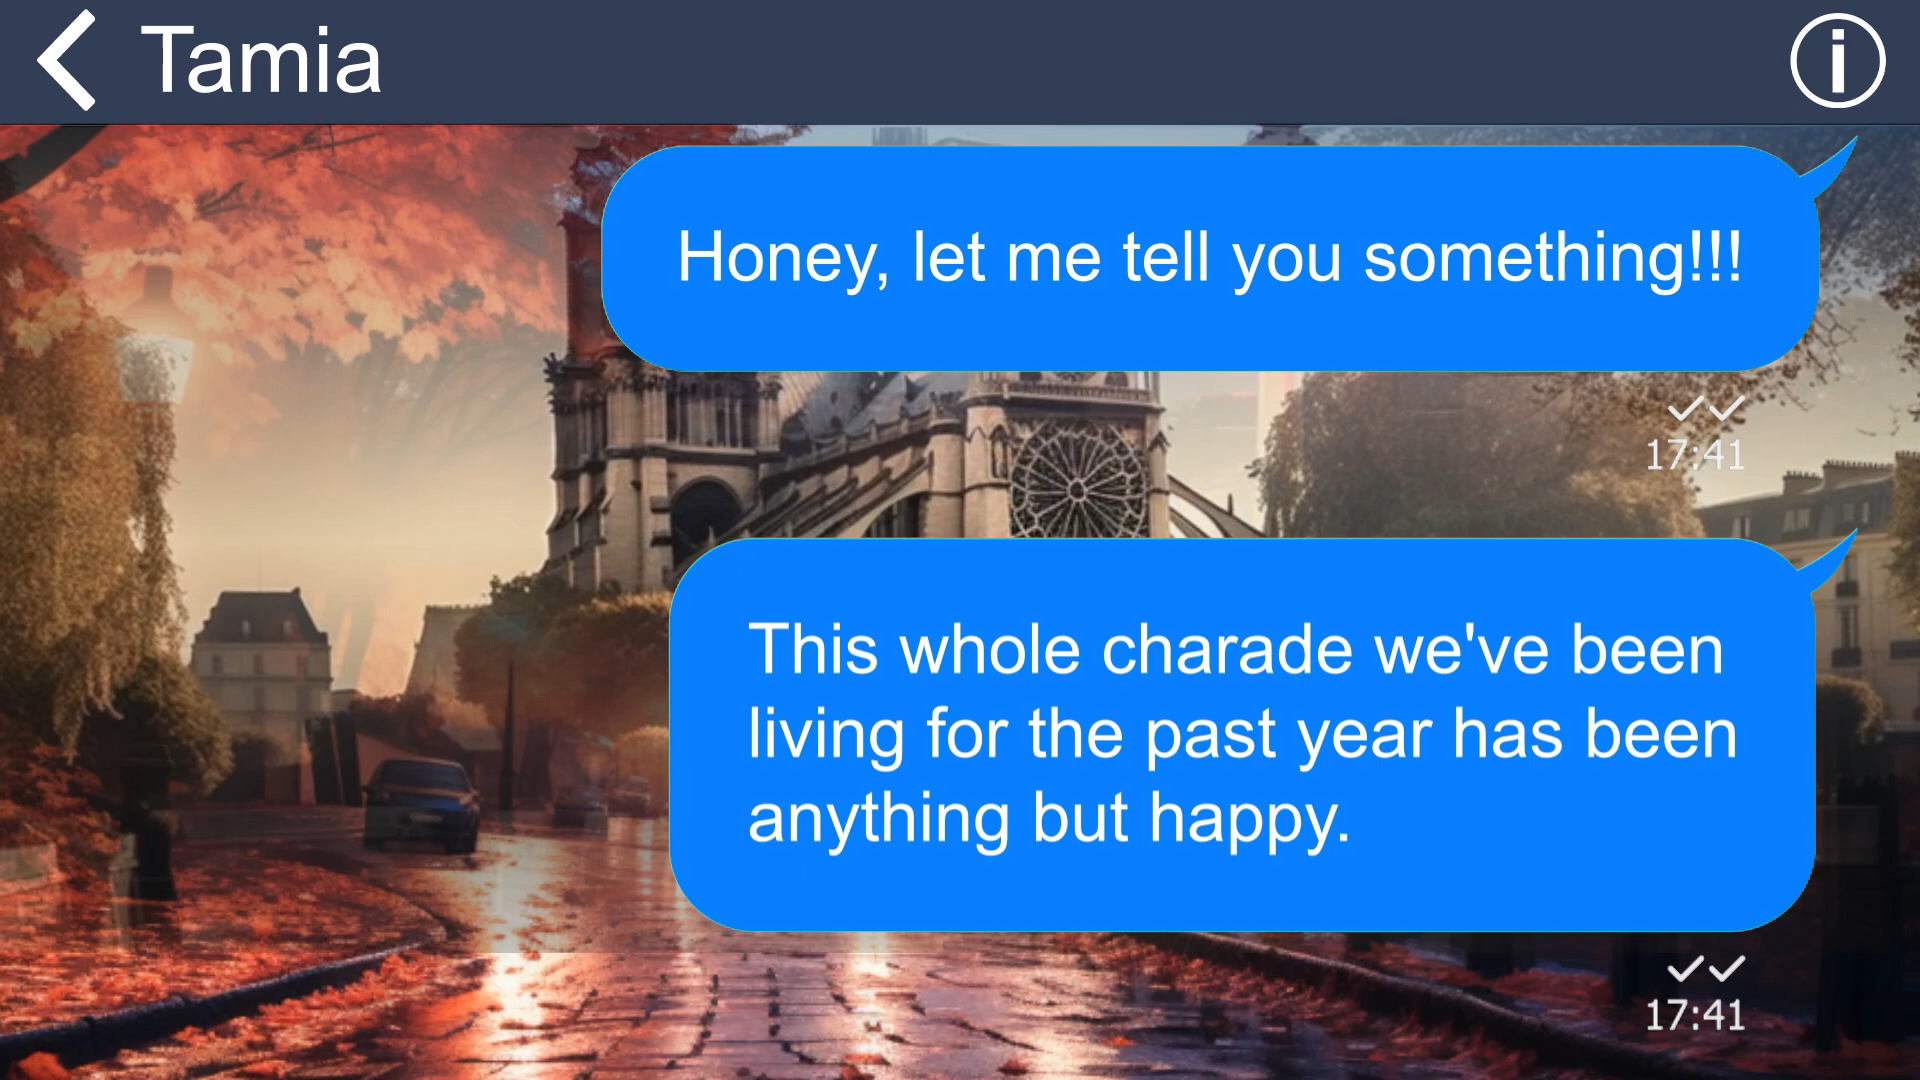 Tamia
Honey, let me tell you something!!!
17:41
This whole charade we've been
living for the past year has been
anything but happy.
17:41